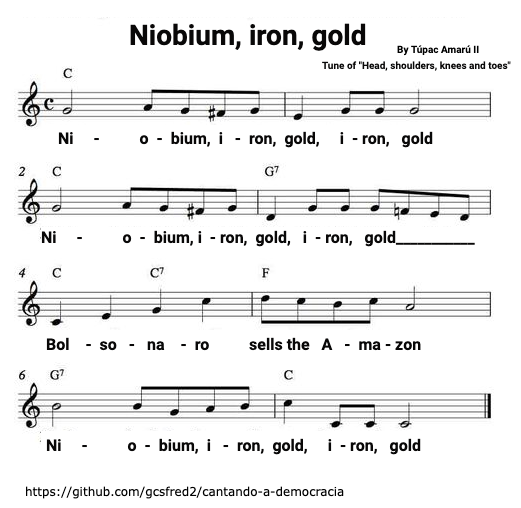 Niobium, iron, gold
By Túpac Amarú II
Tune of "Head, shoulders, knees and toes"
C
Ni - o - bium, i - ron, gold, i - ron, gold
2 C G7
Ni - o - bium, i - ron, gold, i - ron, gold__________
4 C C7 F
Bol - so - na - ro sells the A - ma - zon
6 G7 C
Ni - o - bium, i - ron, gold, i - ron, gold
https://github.com/gcsfred2/cantando-a-democracia